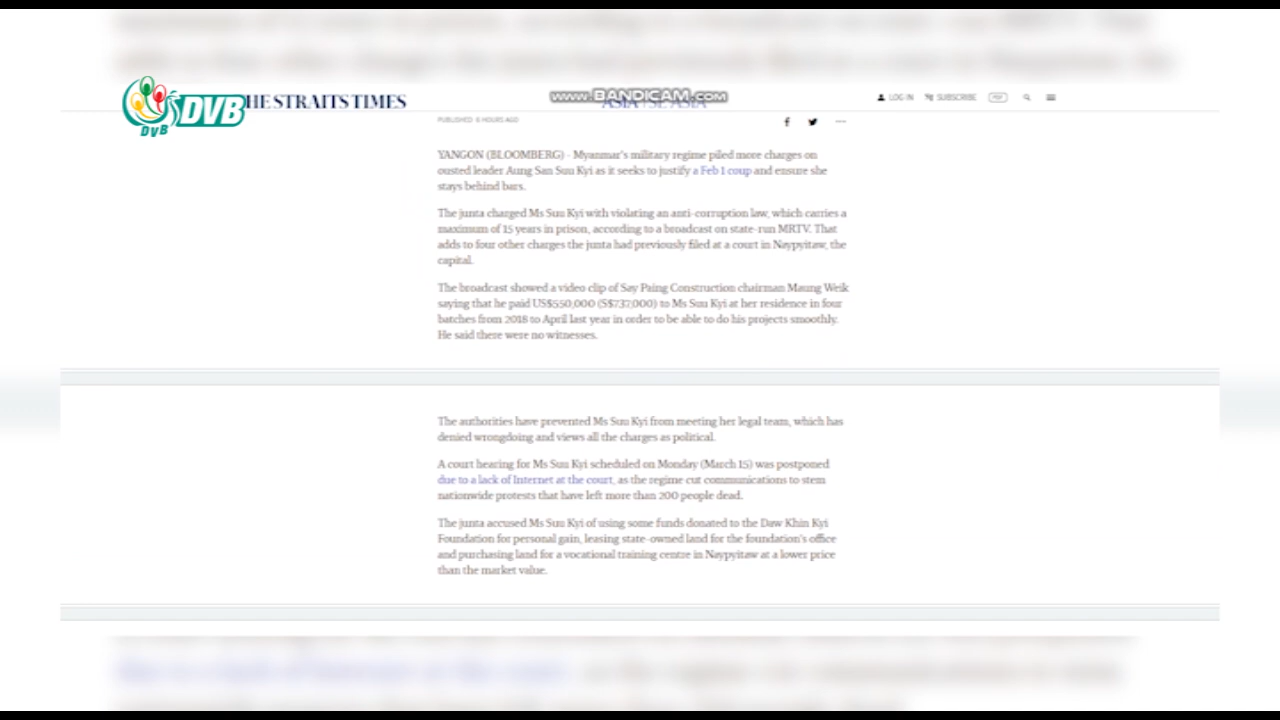 DVB
DVB
HE STRAITS TIMES
www.BANDICAM.com
ASIA / SE ASIA
LOG IN
SUBSCRIBE
PDF
PUBLISHED 6 HOURS AGO
YANGON (BLOOMBERG) - Myanmar's military regime piled more charges on
ousted leader Aung San Suu Kyi as it seeks to justify a Feb 1 coup and ensure she
stays behind bars.
The junta charged Ms Suu Kyi with violating an anti-corruption law, which carries a
maximum of 15 years in prison, according to a broadcast on state-run MRTV. That
adds to four other charges the junta had previously filed at a court in Naypyitaw, the
capital.
The broadcast showed a video clip of Say Paing Construction chairman Maung Weik
saying that he paid US$550,000 (S$737,000) to Ms Suu Kyi at her residence in four
batches from 2018 to April last year in order to be able to do his projects smoothly.
He said there were no witnesses.
The authorities have prevented Ms Suu Kyi from meeting her legal team, which has
denied wrongdoing and views all the charges as political.
A court hearing for Ms Suu Kyi scheduled on Monday (March 15) was postponed
due to a lack of Internet at the court, as the regime cut communications to stem
nationwide protests that have left more than 200 people dead.
The junta accused Ms Suu Kyi of using some funds donated to the Daw Khin Kyi
Foundation for personal gain, leasing state-owned land for the foundation's office
and purchasing land for a vocational training centre in Naypyitaw at a lower price
than the market value.